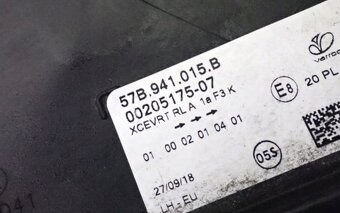 57B.941.015.B
00205175-07
XCEVRT RL A 1a F3 K
01 00 02 01 04 01
27/09/18
LH - EU
E8
20 PL
05S
041